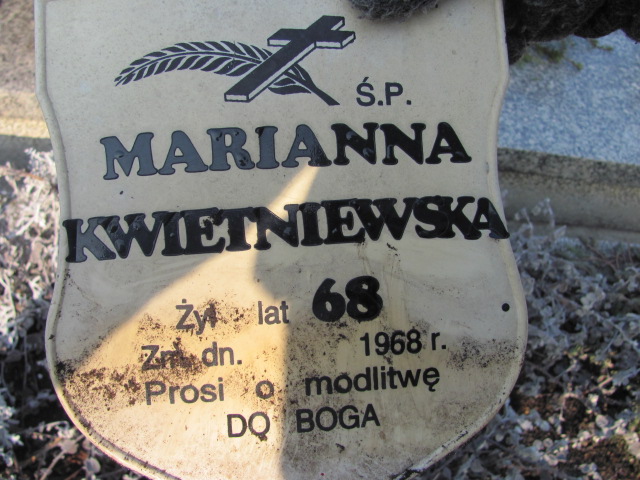 Ś.P.
MARIANNA
KWIETNIEWSKA
Żył lat 68
Zm dn. 1968 r.
Prosi o modlitwę
DO BOGA